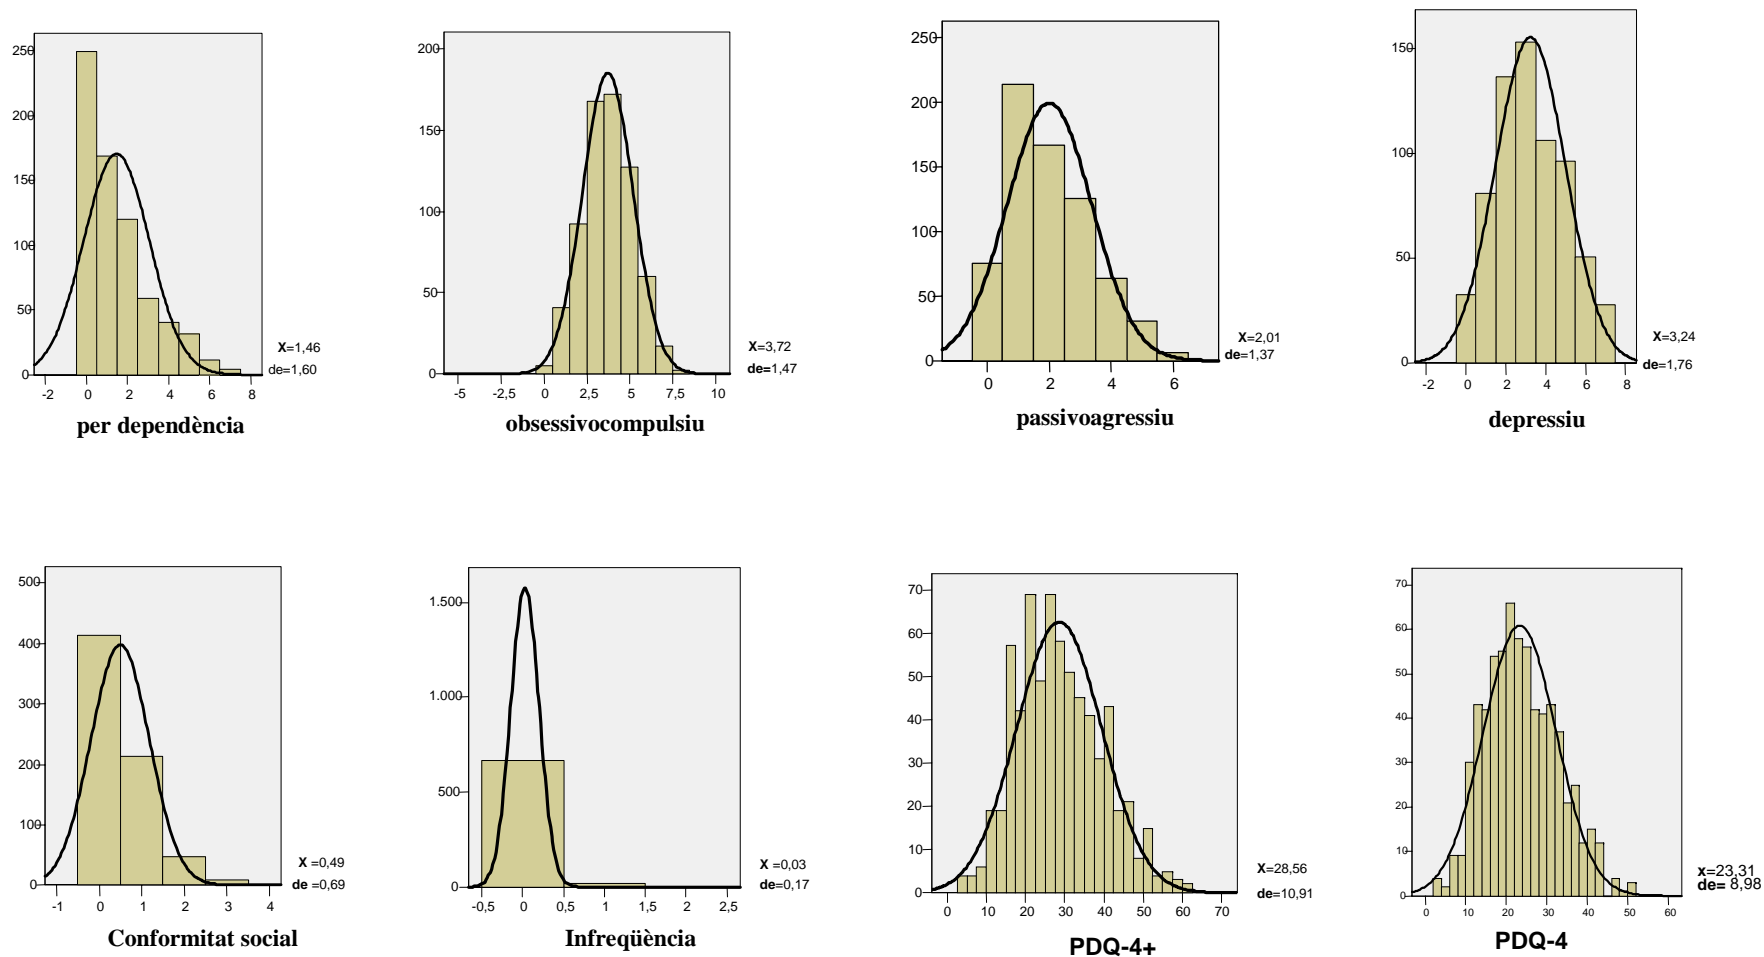 250
200
150
100
50
0
-2 0 2 4 6 8
X=1,46
de=1,60
per dependència
200
150
100
50
0
-5 -2,5 0 2,5 5 7,5 10
X=3,72
de=1,47
obsessivocompulsiu
250
200
150
100
50
0
0 2 4 6
X=2,01
de=1,37
passivoagressiu
150
100
50
0
-2 0 2 4 6 8
X=3,24
de=1,76
depressiu
500
400
300
200
100
0
-1 0 1 2 3 4
X =0,49
de =0,69
Conformitat social
1.500
1.000
500
0
-0,5 0 0,5 1 1,5 2 2,5
X =0,03
de=0,17
Infreqüència
70
60
50
40
30
20
10
0
0 10 20 30 40 50 60 70
X=28,56
de=10,91
PDQ-4+
70
60
50
40
30
20
10
0
0 10 20 30 40 50 60
x=23,31
de= 8,98
PDQ-4